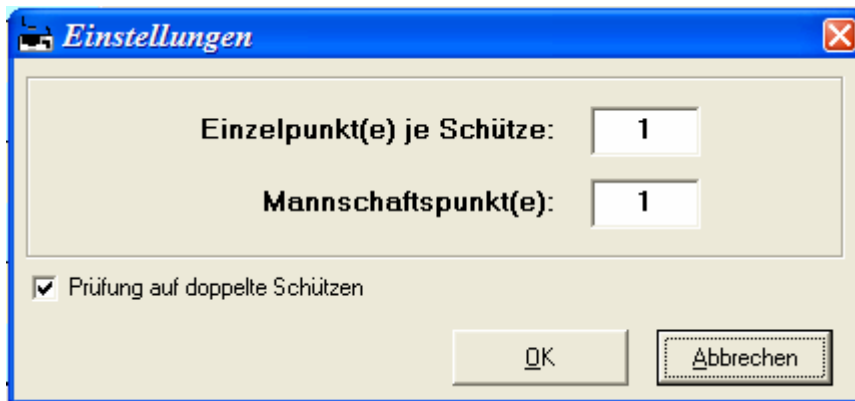 Einstellungen
Einzelpunkt(e) je Schütze: 1
Mannschaftspunkt(e): 1
Prüfung auf doppelte Schützen
OK Abbrechen